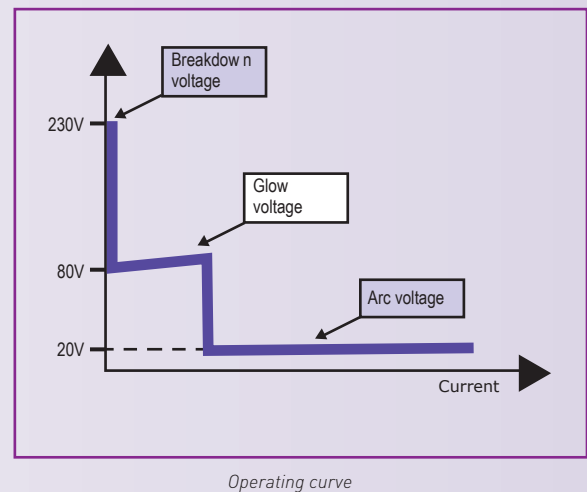 Breakdow n
voltage
230V
Glow
voltage
80V
Arc voltage
20V
Current
Operating curve